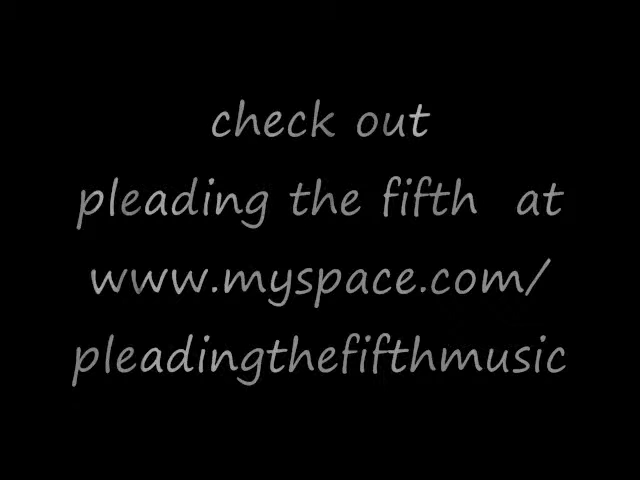 check out
pleading the fifth at
www.myspace.com/
pleadingthefifthmusic